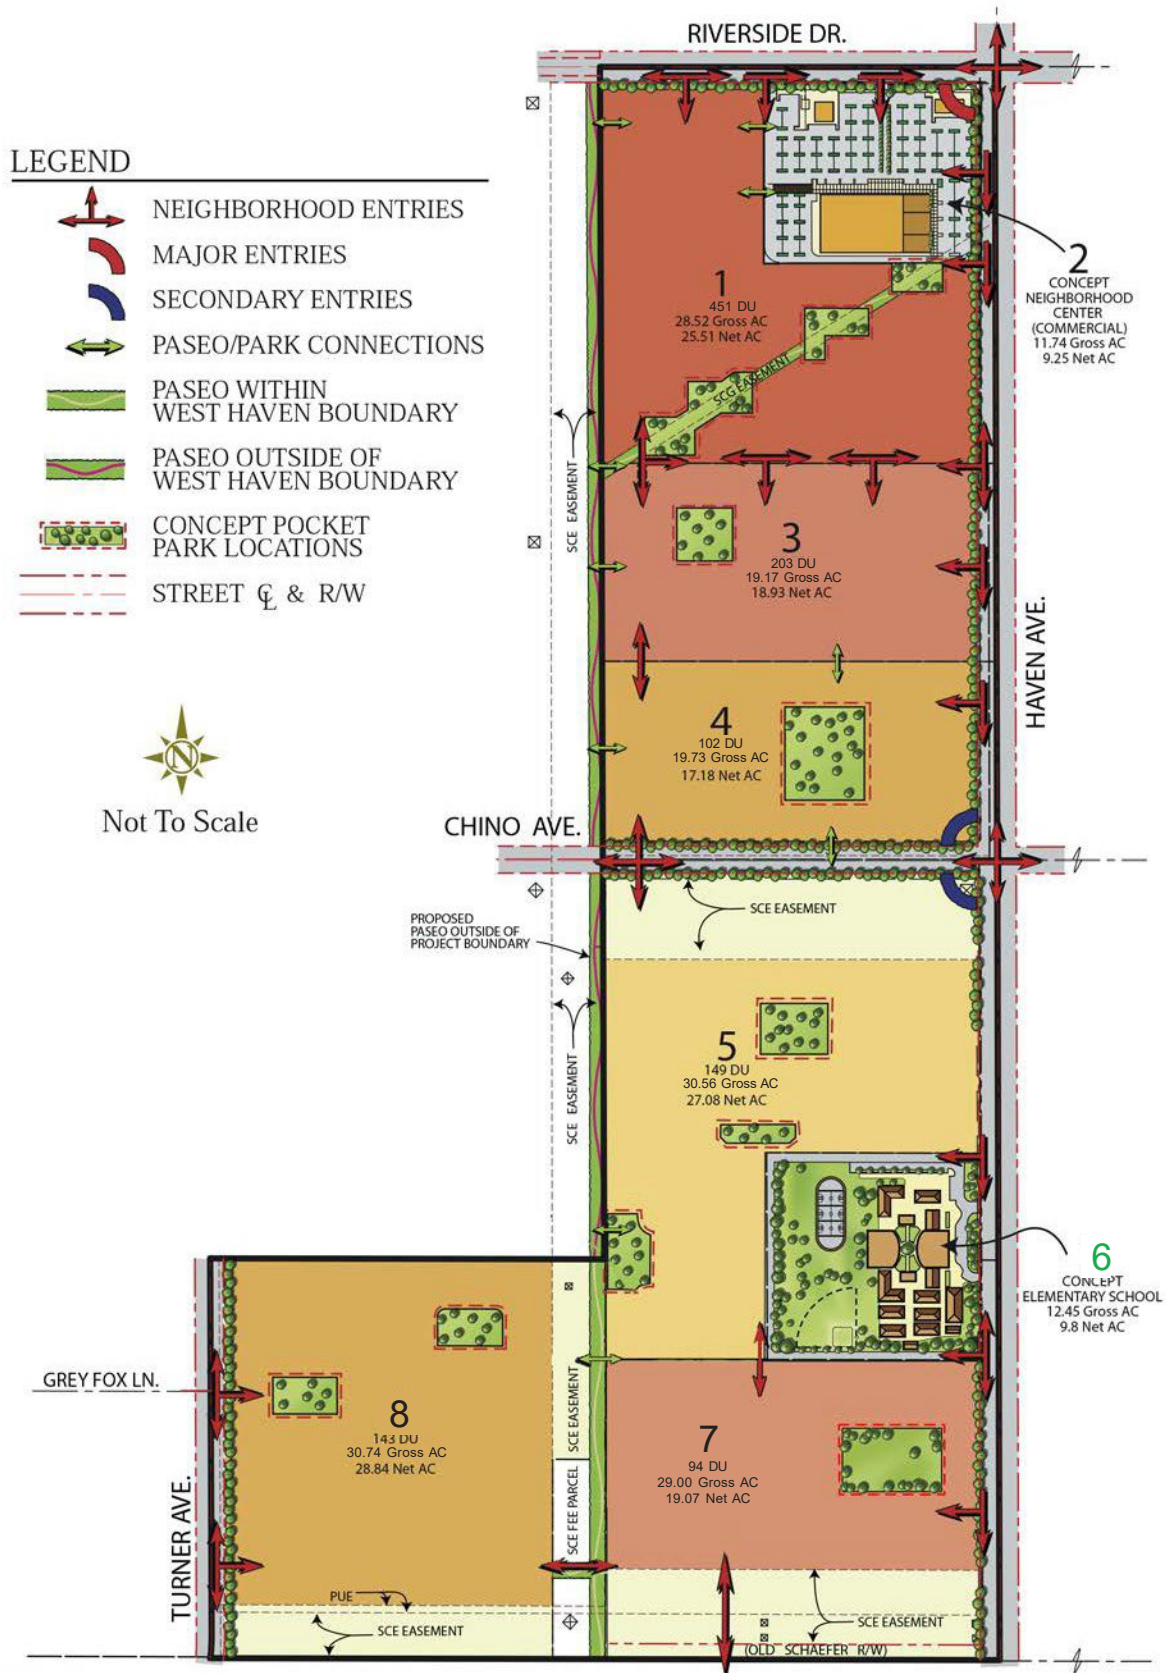 RIVERSIDE DR.
LEGEND
NEIGHBORHOOD ENTRIES
MAJOR ENTRIES
SECONDARY ENTRIES
PASEO/PARK CONNECTIONS
PASEO WITHIN
WEST HAVEN BOUNDARY
PASEO OUTSIDE OF
WEST HAVEN BOUNDARY
CONCEPT POCKET
PARK LOCATIONS
STREET ℄ & R/W
N
Not To Scale
1
451 DU
28.52 Gross AC
25.51 Net AC
2
CONCEPT
NEIGHBORHOOD
CENTER
(COMMERCIAL)
11.74 Gross AC
9.25 Net AC
SCG EASEMENT
SCE EASEMENT
3
203 DU
19.17 Gross AC
18.93 Net AC
HAVEN AVE.
4
102 DU
19.73 Gross AC
17.18 Net AC
CHINO AVE.
SCE EASEMENT
PROPOSED
PASEO OUTSIDE OF
PROJECT BOUNDARY
SCE EASEMENT
5
149 DU
30.56 Gross AC
27.08 Net AC
6
CONCEPT
ELEMENTARY SCHOOL
12.45 Gross AC
9.8 Net AC
GREY FOX LN.
8
143 DU
30.74 Gross AC
28.84 Net AC
SCE EASEMENT
SCE FEE PARCEL
7
94 DU
29.00 Gross AC
19.07 Net AC
TURNER AVE.
PUE
SCE EASEMENT
SCE EASEMENT
(OLD SCHAEFER R/W)